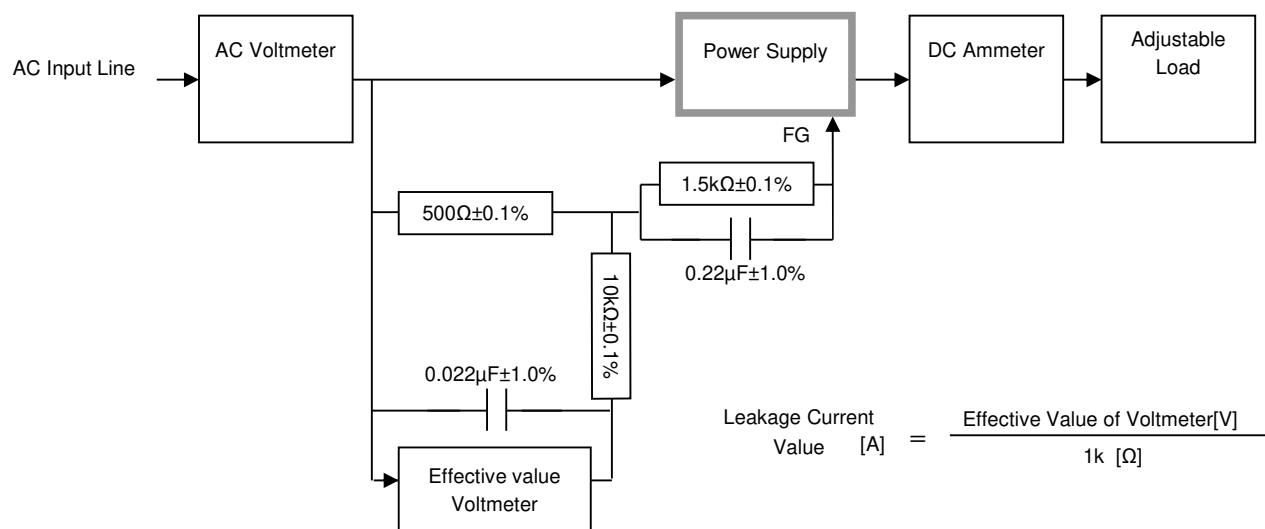 AC Input Line
AC Voltmeter
Power Supply
DC Ammeter
Adjustable
Load
FG
1.5kΩ±0.1%
500Ω±0.1%
0.22µF±1.0%
10kΩ±0.1%
0.022µF±1.0%
Effective value
Voltmeter
Leakage Current
Value [A] = Effective Value of Voltmeter[V]
1k [Ω]